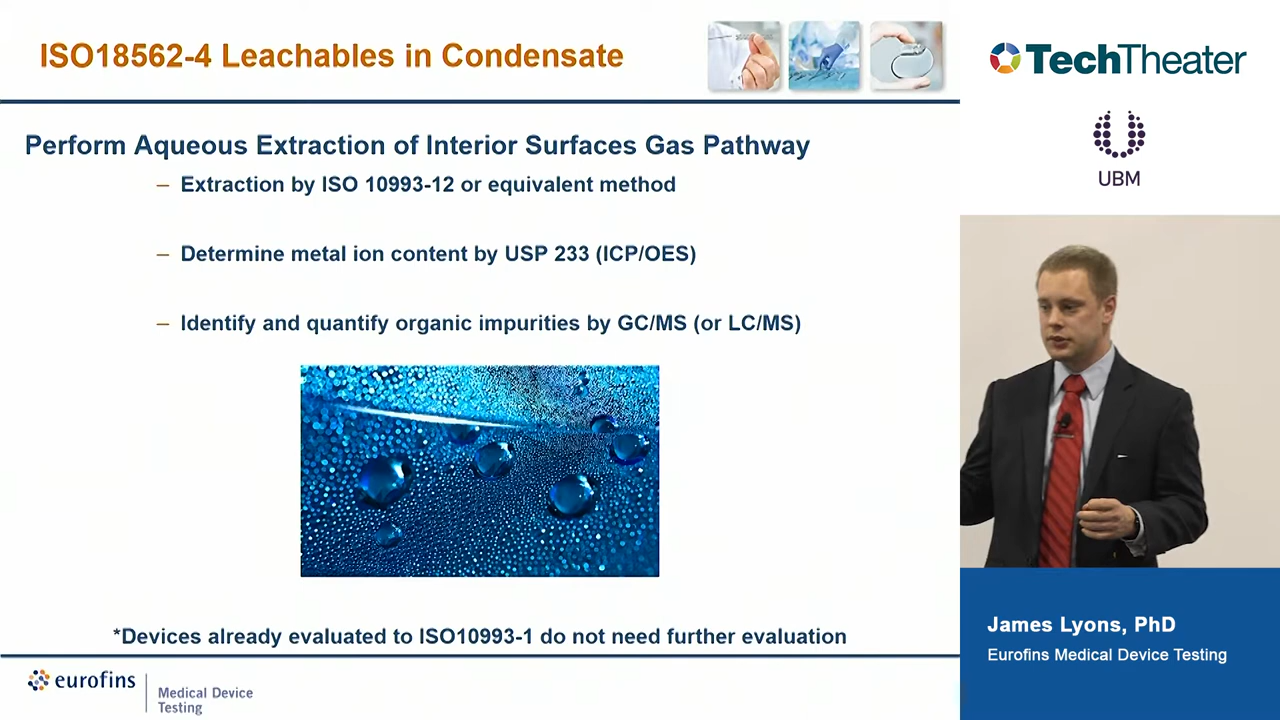 ISO18562-4 Leachables in Condensate
Perform Aqueous Extraction of Interior Surfaces Gas Pathway
– Extraction by ISO 10993-12 or equivalent method
– Determine metal ion content by USP 233 (ICP/OES)
– Identify and quantify organic impurities by GC/MS (or LC/MS)
*Devices already evaluated to ISO10993-1 do not need further evaluation
eurofins
Medical Device
Testing
TechTheater
UBM
James Lyons, PhD
Eurofins Medical Device Testing